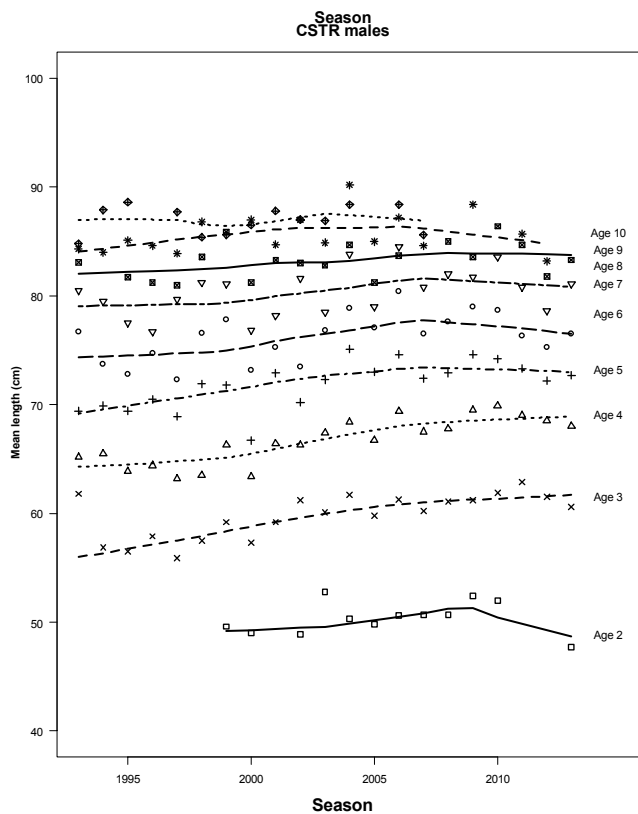 Season
CSTR males
100
90
80
70
60
50
40
Mean length (cm)
Age 10
Age 9
Age 8
Age 7
Age 6
Age 5
Age 4
Age 3
Age 2
1995
2000
2005
2010
Season